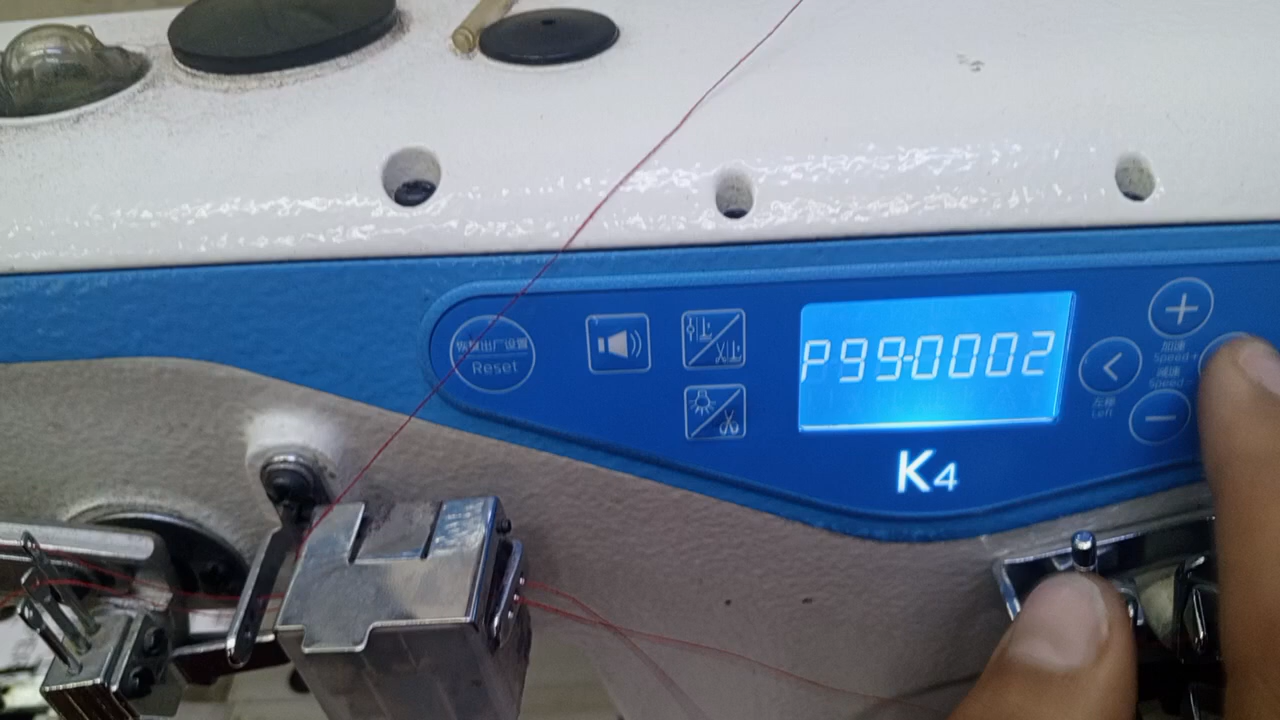 恢复出厂设置
Reset
P99-0002
加速
Speed+
减速
Speed-
左移
Left
K4